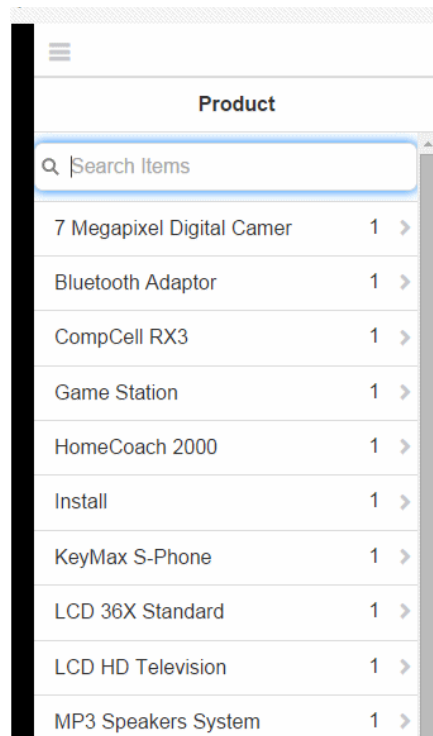 Product
Search Items
7 Megapixel Digital Camer 1
Bluetooth Adaptor 1
CompCell RX3 1
Game Station 1
HomeCoach 2000 1
Install 1
KeyMax S-Phone 1
LCD 36X Standard 1
LCD HD Television 1
MP3 Speakers System 1